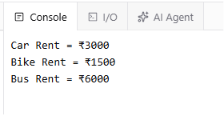 Console I/O AI Agent
Car Rent = ₹3000
Bike Rent = ₹1500
Bus Rent = ₹6000